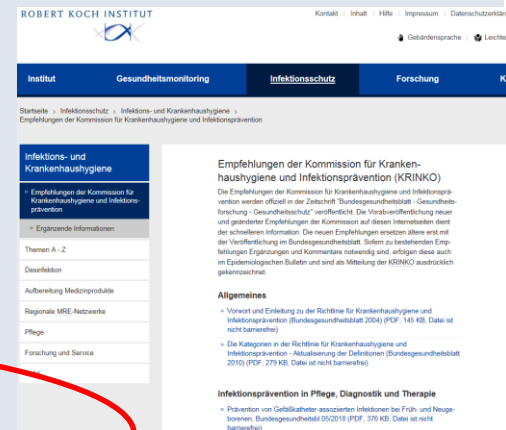 ROBERT KOCH INSTITUT
Kontakt | Inhalt | Hilfe | Impressum | Datenschutzerklär
Gebärdensprache | Leichte
Institut Gesundheitsmonitoring Infektionsschutz Forschung K
Startseite > Infektionsschutz > Infektions- und Krankenhaushygiene >
Empfehlungen der Kommission für Krankenhaushygiene und Infektionsprävention
Infektions- und
Krankenhaushygiene
Empfehlungen der Kommission für
Krankenhaushygiene und Infektions-
prävention
Ergänzende Informationen
Themen A - Z
Desinfektion
Aufbereitung Medizinprodukte
Regionale MRE-Netzwerke
Pflege
Forschung und Service
Empfehlungen der Kommission für Kranken-
haushygiene und Infektionsprävention (KRINKO)
Die Empfehlungen der Kommission für Krankenhaushygiene und Infektionsprä-
vention werden offiziell in der Zeitschrift "Bundesgesundheitsblatt - Gesundheits-
forschung - Gesundheitsschutz" veröffentlicht. Die Vorabveröffentlichung neuer
und geänderter Empfehlungen der Kommission auf diesen Internetseiten dient
der schnelleren Information. Die neuen Empfehlungen ersetzen ältere erst mit
der Veröffentlichung im Bundesgesundheitsblatt. Sofern zu bestehenden Emp-
fehlungen Ergänzungen und Kommentare notwendig sind, erfolgen diese auch
im Epidemiologischen Bulletin und sind als Mitteilung der KRINKO ausdrücklich
gekennzeichnet.
Allgemeines
» Vorwort und Einleitung zu der Richtlinie für Krankenhaushygiene und
Infektionsprävention (Bundesgesundheitsblatt 2004) (PDF, 145 KB, Datei ist
nicht barrierefrei)
» Die Kategorien in der Richtlinie für Krankenhaushygiene und
Infektionsprävention - Aktualisierung der Definitionen (Bundesgesundheitsblatt
2010) (PDF, 279 KB, Datei ist nicht barrierefrei)
Infektionsprävention in Pflege, Diagnostik und Therapie
» Prävention von Gefäßkatheter-assoziierten Infektionen bei Früh- und Neuge-
borenen, Bundesgesundheitsbl 05/2018 (PDF, 376 KB, Datei ist nicht
barrierefrei)